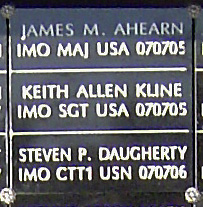 JAMES M. AHEARN
IMO MAJ USA 070705
KEITH ALLEN KLINE
IMO SGT USA 070705
STEVEN P. DAUGHERTY
IMO CTT1 USN 070706